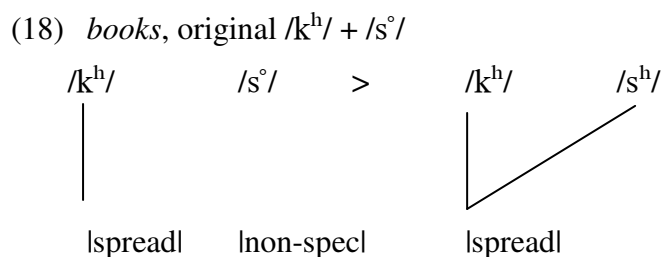 (18) books, original /kʰ/ + /s°/
/kʰ/ /s°/ > /kʰ/ /sʰ/
|spread| |non-spec| |spread|